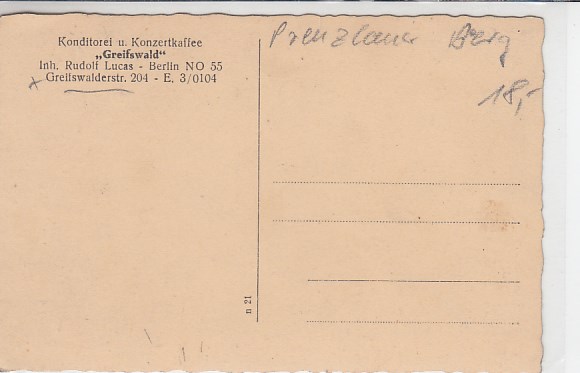 Konditorei u. Konzertkaffee
„Greifswald"
Inh. Rudolf Lucas - Berlin NO 55
x Greifswalderstr. 204 - E. 3/0104
Prenzlauer Berg
18,-
n 21